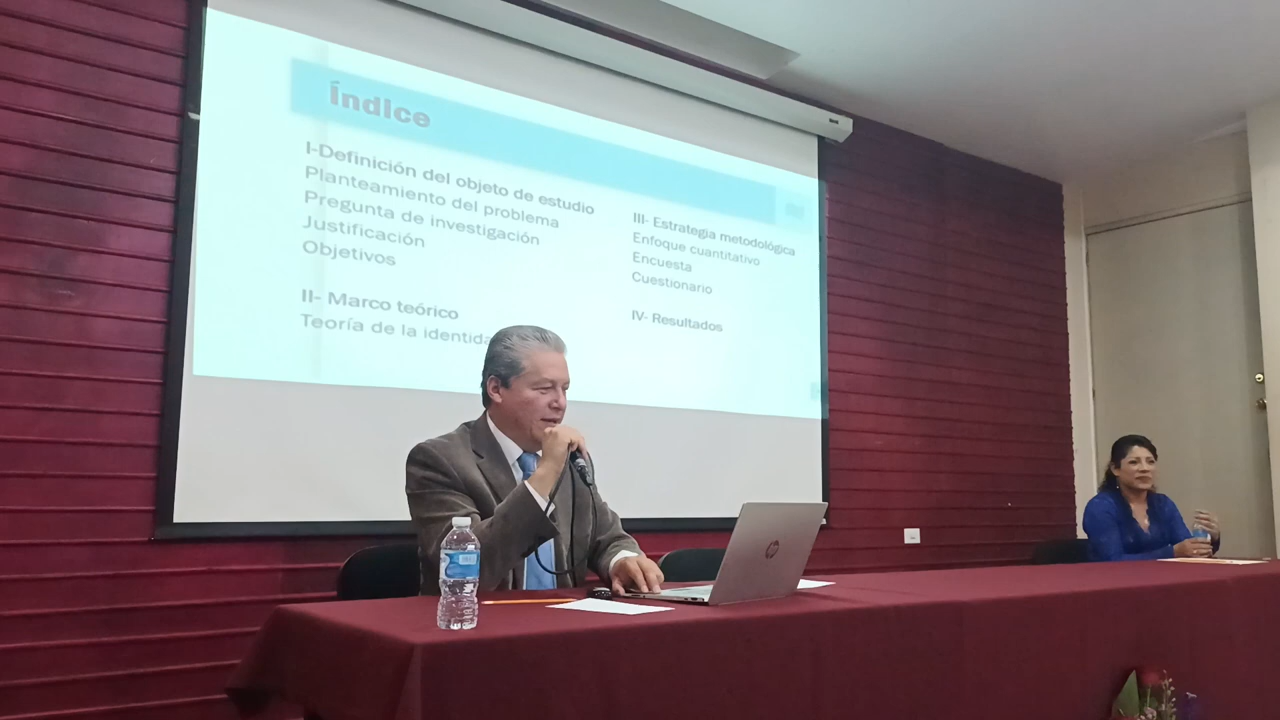 Índice
I-Definición del objeto de estudio
Planteamiento del problema
Pregunta de investigación
Justificación
Objetivos
II- Marco teórico
Teoría de la identida
III- Estrategia metodológica
Enfoque cuantitativo
Encuesta
Cuestionario
IV- Resultados
hp